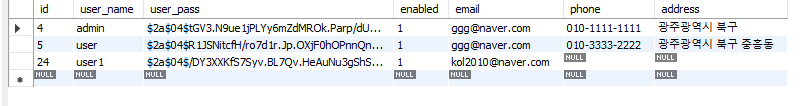 id user_name user_pass enabled email phone address
4 admin $2a$04$tGV3.N9ue1jPLYy6mZdMROk.Parp/dU... 1 ggg@naver.com 010-1111-1111 광주광역시 북구
5 user $2a$04$R1JSNitcfH/ro7d1r.Jp.OXjF0hOPnnQn... 1 ggg@naver.com 010-3333-2222 광주광역시 북구 중흥동
24 user1 $2a$04$/DY3XXKfS7Syv.BL7Qv.HeAuNu3gShS... 1 kol2010@naver.com NULL NULL
NULL NULL NULL NULL NULL NULL NULL